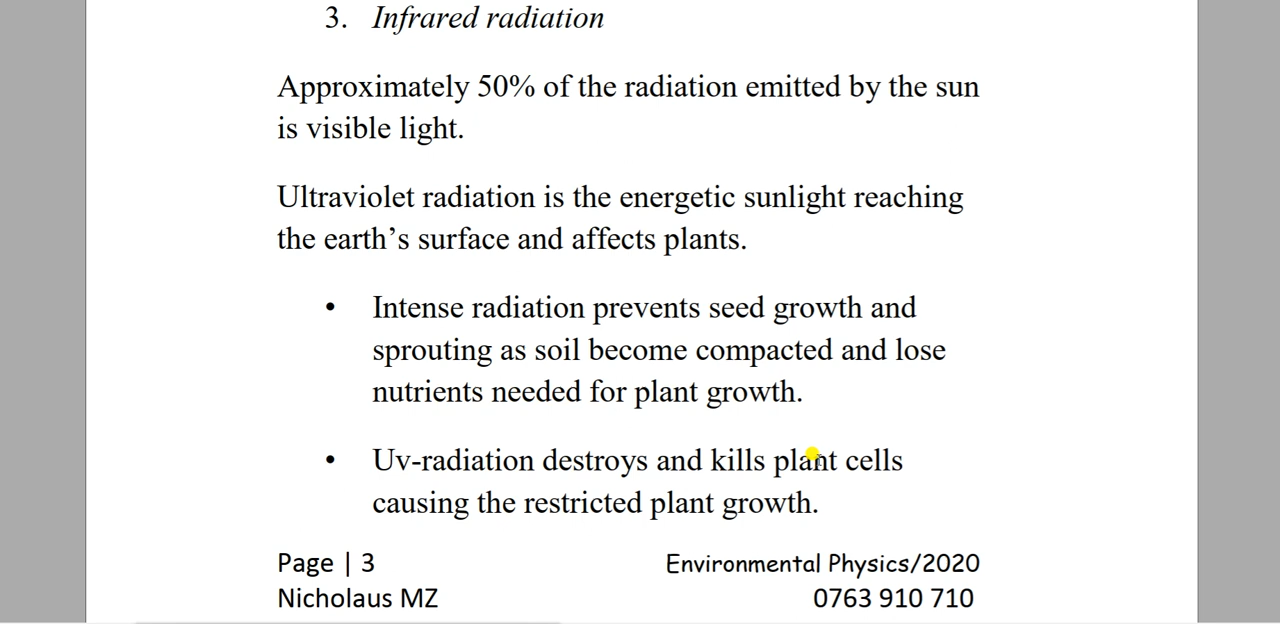 3. Infrared radiation
Approximately 50% of the radiation emitted by the sun
is visible light.
Ultraviolet radiation is the energetic sunlight reaching
the earth’s surface and affects plants.
• Intense radiation prevents seed growth and
sprouting as soil become compacted and lose
nutrients needed for plant growth.
• Uv-radiation destroys and kills plant cells
causing the restricted plant growth.
Page | 3 Environmental Physics/2020
Nicholaus MZ 0763 910 710